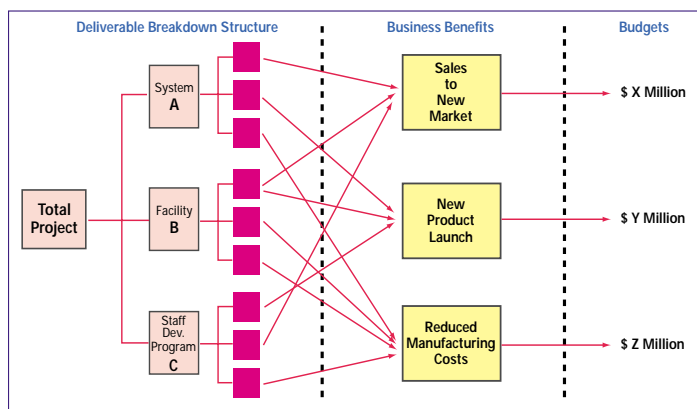 Deliverable Breakdown Structure
Business Benefits
Budgets
System
A
Sales
to
New
Market
$ X Million
Total
Project
Facility
B
New
Product
Launch
$ Y Million
Staff
Dev.
Program
C
Reduced
Manufacturing
Costs
$ Z Million